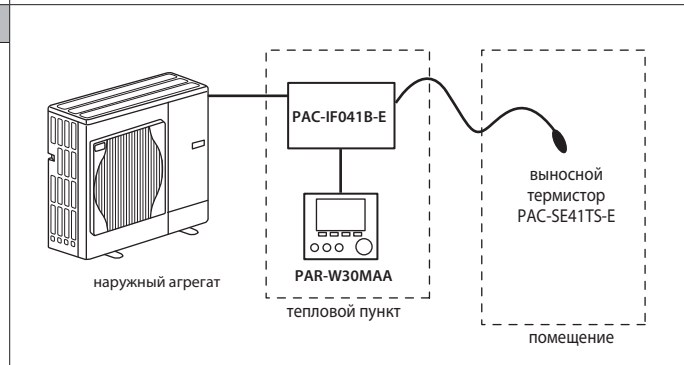 PAC-IF041B-E
выносной
термистор
PAC-SE41TS-E
PAR-W30MAA
наружный агрегат
тепловой пункт
помещение